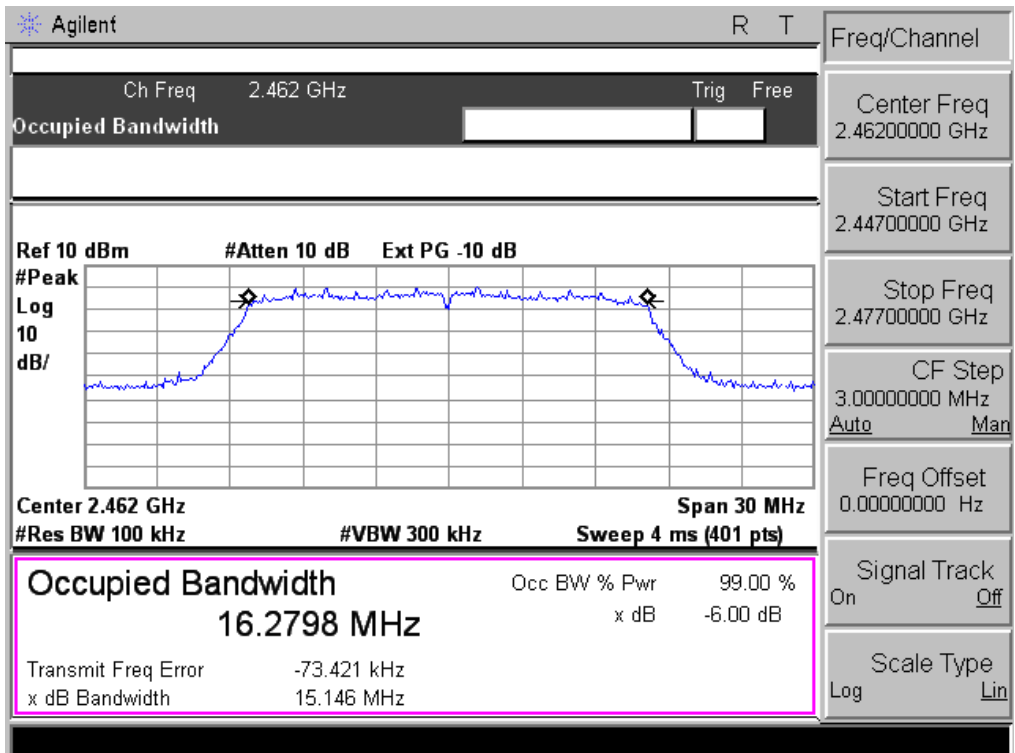 Agilent R T
Ch Freq 2.462 GHz Trig Free
Occupied Bandwidth
Ref 10 dBm #Atten 10 dB Ext PG -10 dB
#Peak
Log
10
dB/
Center 2.462 GHz Span 30 MHz
#Res BW 100 kHz #VBW 300 kHz Sweep 4 ms (401 pts)
Occupied Bandwidth
16.2798 MHz
Occ BW % Pwr 99.00 %
x dB -6.00 dB
Transmit Freq Error -73.421 kHz
x dB Bandwidth 15.146 MHz
Freq/Channel
Center Freq
2.46200000 GHz
Start Freq
2.44700000 GHz
Stop Freq
2.47700000 GHz
CF Step
3.00000000 MHz
Auto Man
Freq Offset
0.00000000 Hz
Signal Track
On Off
Scale Type
Log Lin